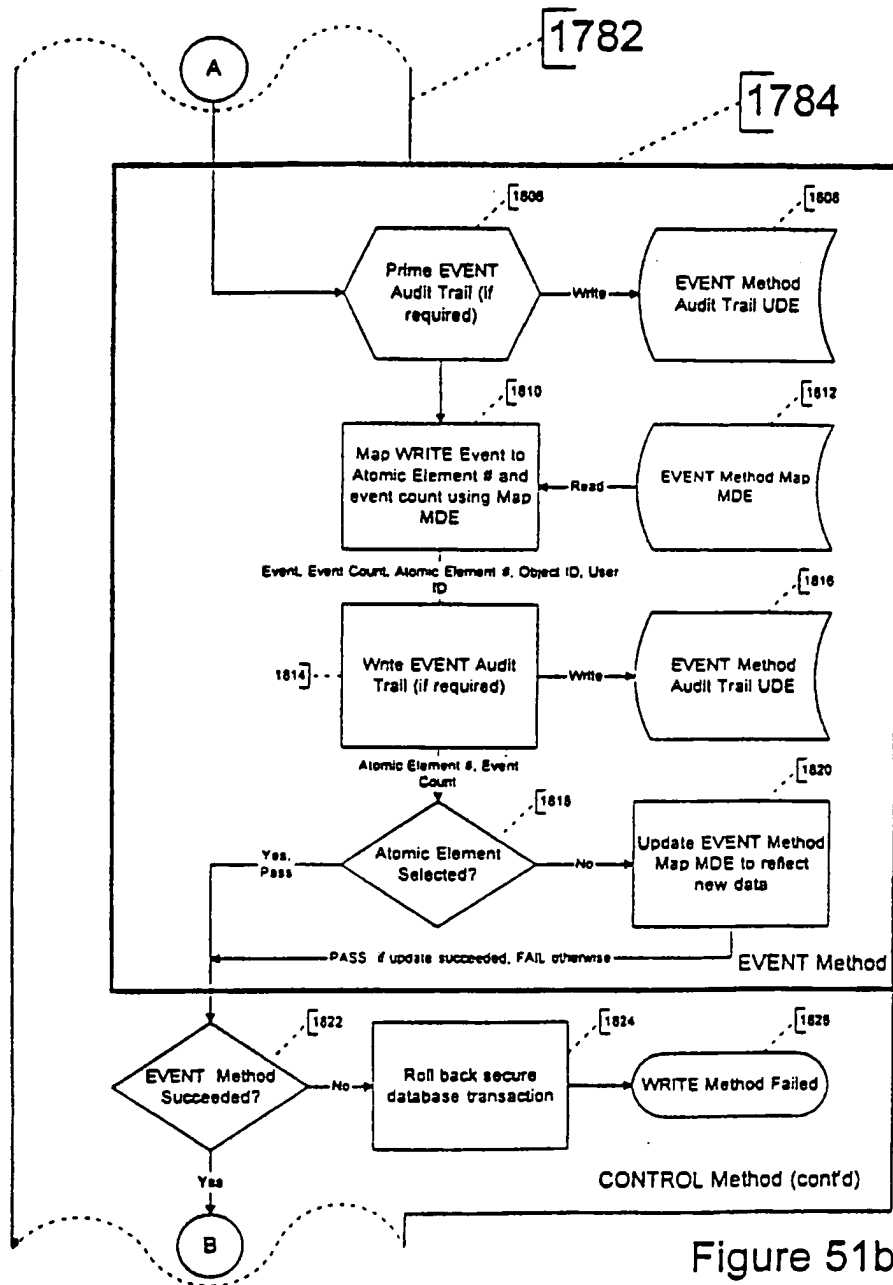 1782
A
1784
1806
1808
Prime EVENT
Audit Trail (if
required)
Write
EVENT Method
Audit Trail UDE
1810
1812
Map WRITE Event to
Atomic Element # and
event count using Map
MDE
Read
EVENT Method Map
MDE
Event, Event Count, Atomic Element #, Object ID, User
ID
1816
1814
Write EVENT Audit
Trail (if required)
Write
EVENT Method
Audit Trail UDE
Atomic Element #, Event
Count
1818
1820
Yes,
Pass
Atomic Element
Selected?
No
Update EVENT Method
Map MDE to reflect
new data
PASS if update succeeded, FAIL otherwise
EVENT Method
1822
1824
1826
EVENT Method
Succeeded?
No
Roll back secure
database transaction
WRITE Method Failed
Yes
CONTROL Method (cont'd)
B
Figure 51b